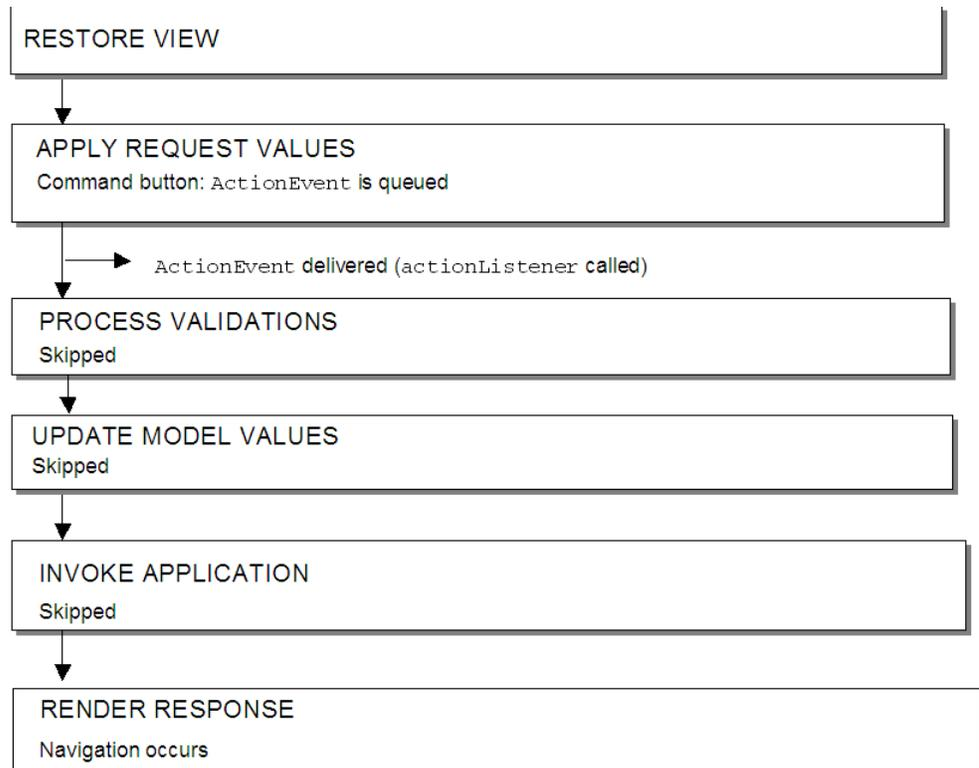 RESTORE VIEW
APPLY REQUEST VALUES
Command button: ActionEvent is queued
ActionEvent delivered (actionListener called)
PROCESS VALIDATIONS
Skipped
UPDATE MODEL VALUES
Skipped
INVOKE APPLICATION
Skipped
RENDER RESPONSE
Navigation occurs